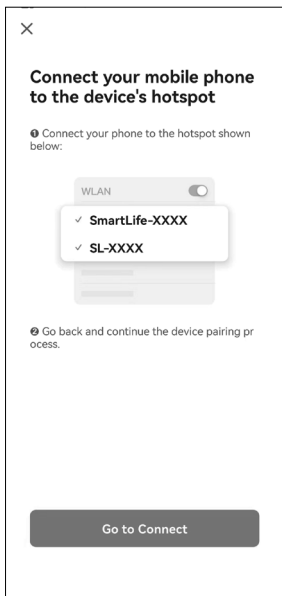 Connect your mobile phone
to the device's hotspot
❶ Connect your phone to the hotspot shown
below:
WLAN
✓ SmartLife-XXXX
✓ SL-XXXX
❷ Go back and continue the device pairing pr
ocess.
Go to Connect